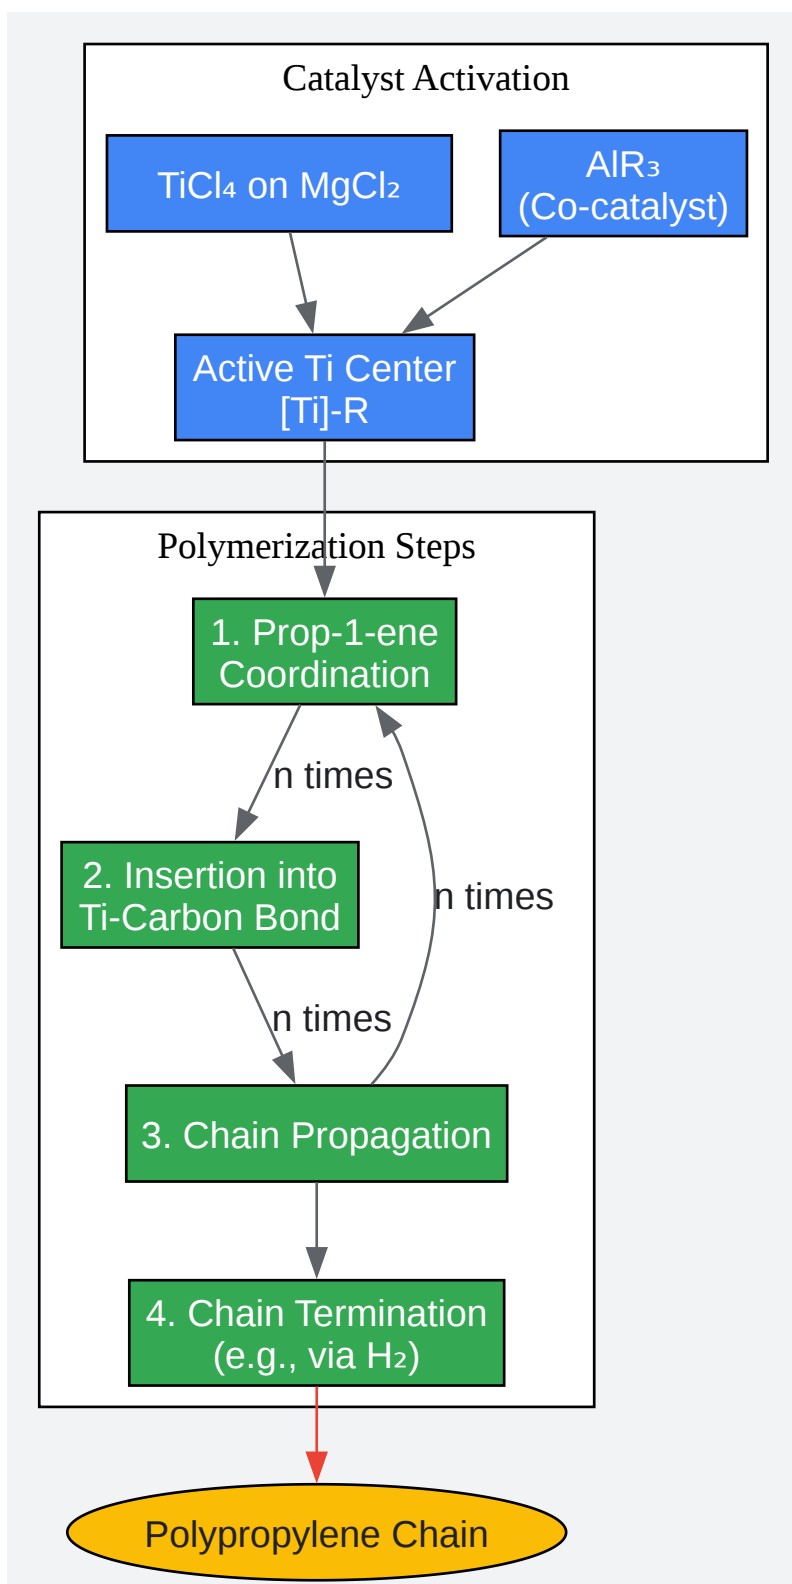 Catalyst Activation
TiCl₄ on MgCl₂
AlR₃
(Co-catalyst)
Active Ti Center
[Ti]-R
Polymerization Steps
1. Prop-1-ene
Coordination
n times
2. Insertion into
Ti-Carbon Bond
n times
n times
3. Chain Propagation
4. Chain Termination
(e.g., via H₂)
Polypropylene Chain